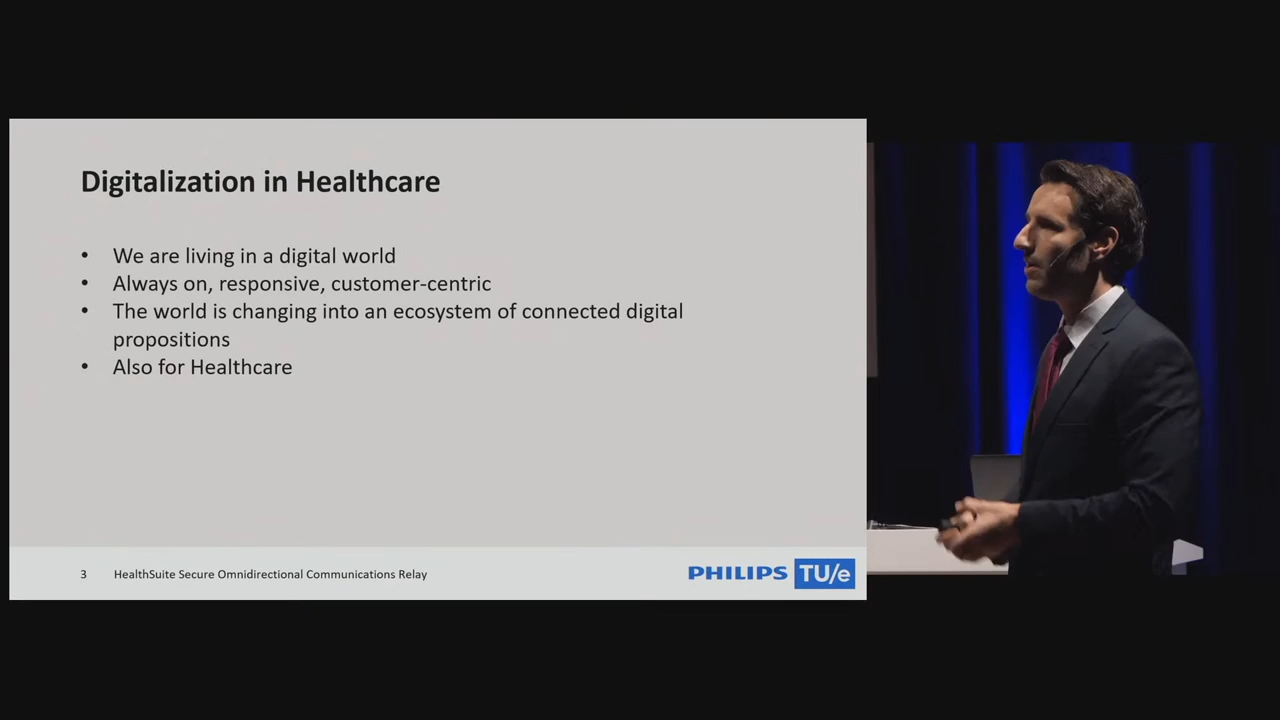 Digitalization in Healthcare
• We are living in a digital world
• Always on, responsive, customer-centric
• The world is changing into an ecosystem of connected digital
propositions
• Also for Healthcare
3 HealthSuite Secure Omnidirectional Communications Relay
PHILIPS TU/e